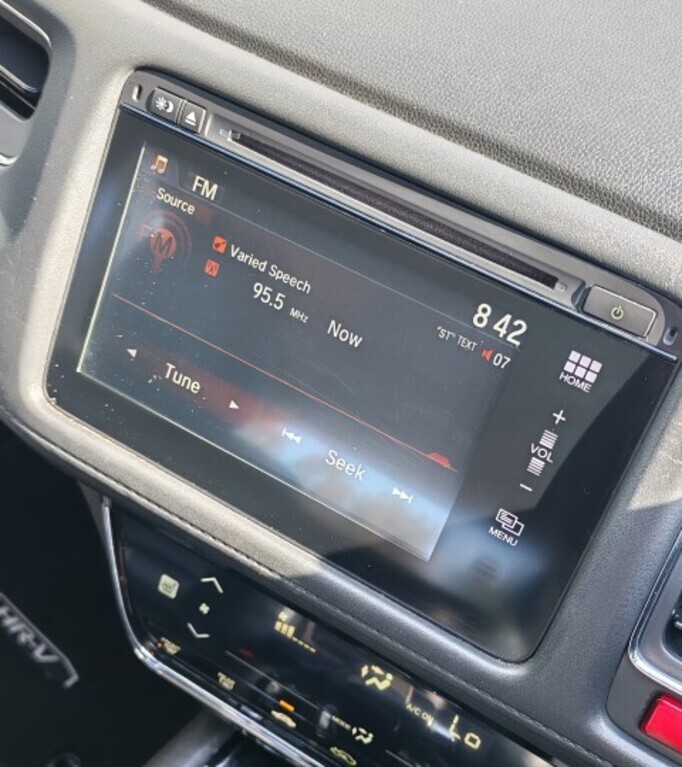 FM
Source
Varied Speech
95.5 MHz
Now
8 42
"ST" TEXT
07
Tune
Seek
HOME
+
VOL
−
MENU
HR-V
A/C ON
Lo
MODE